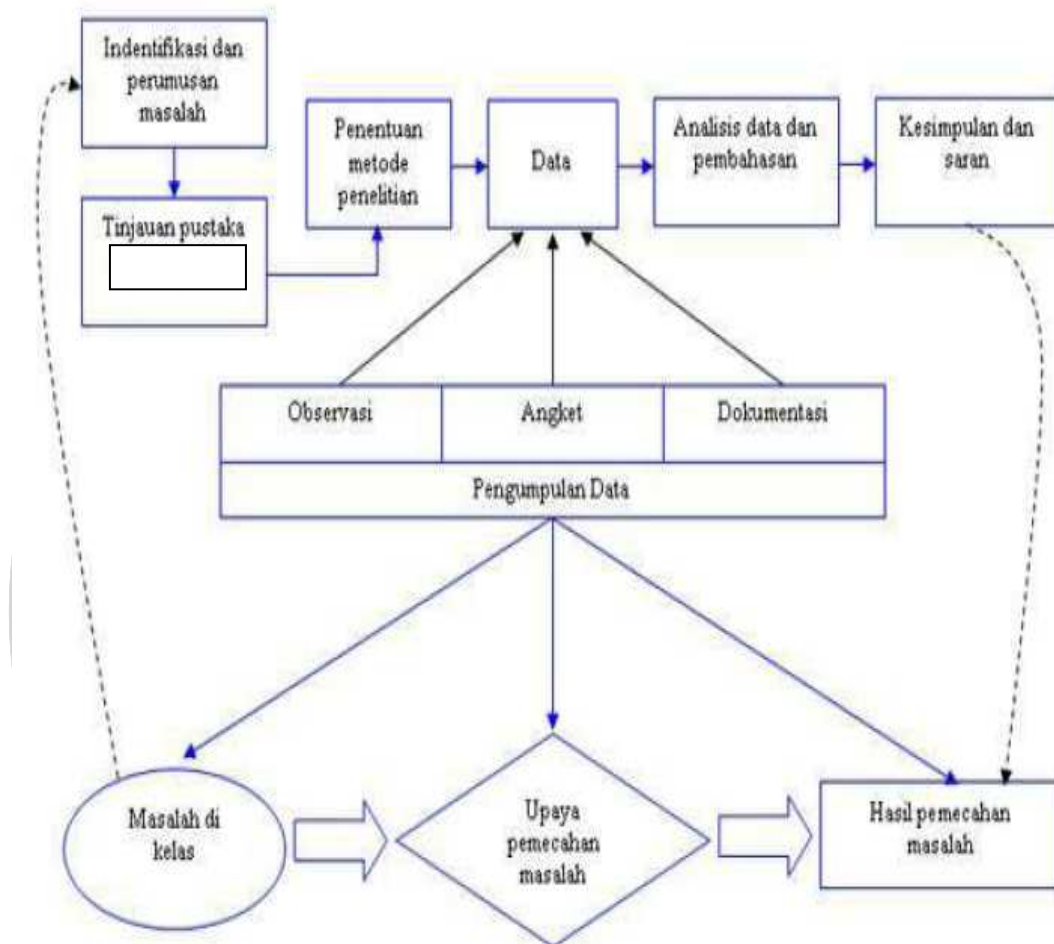 Indentifikasi dan
perumusan
masalah
Tinjauan pustaka
Penentuan
metode
penelitian
Data
Analisis data dan
pembahasan
Kesimpulan dan
saran
Observasi
Angket
Dokumentasi
Pengumpulan Data
Masalah di
kelas
Upaya
pemecahan
masalah
Hasil pemecahan
masalah